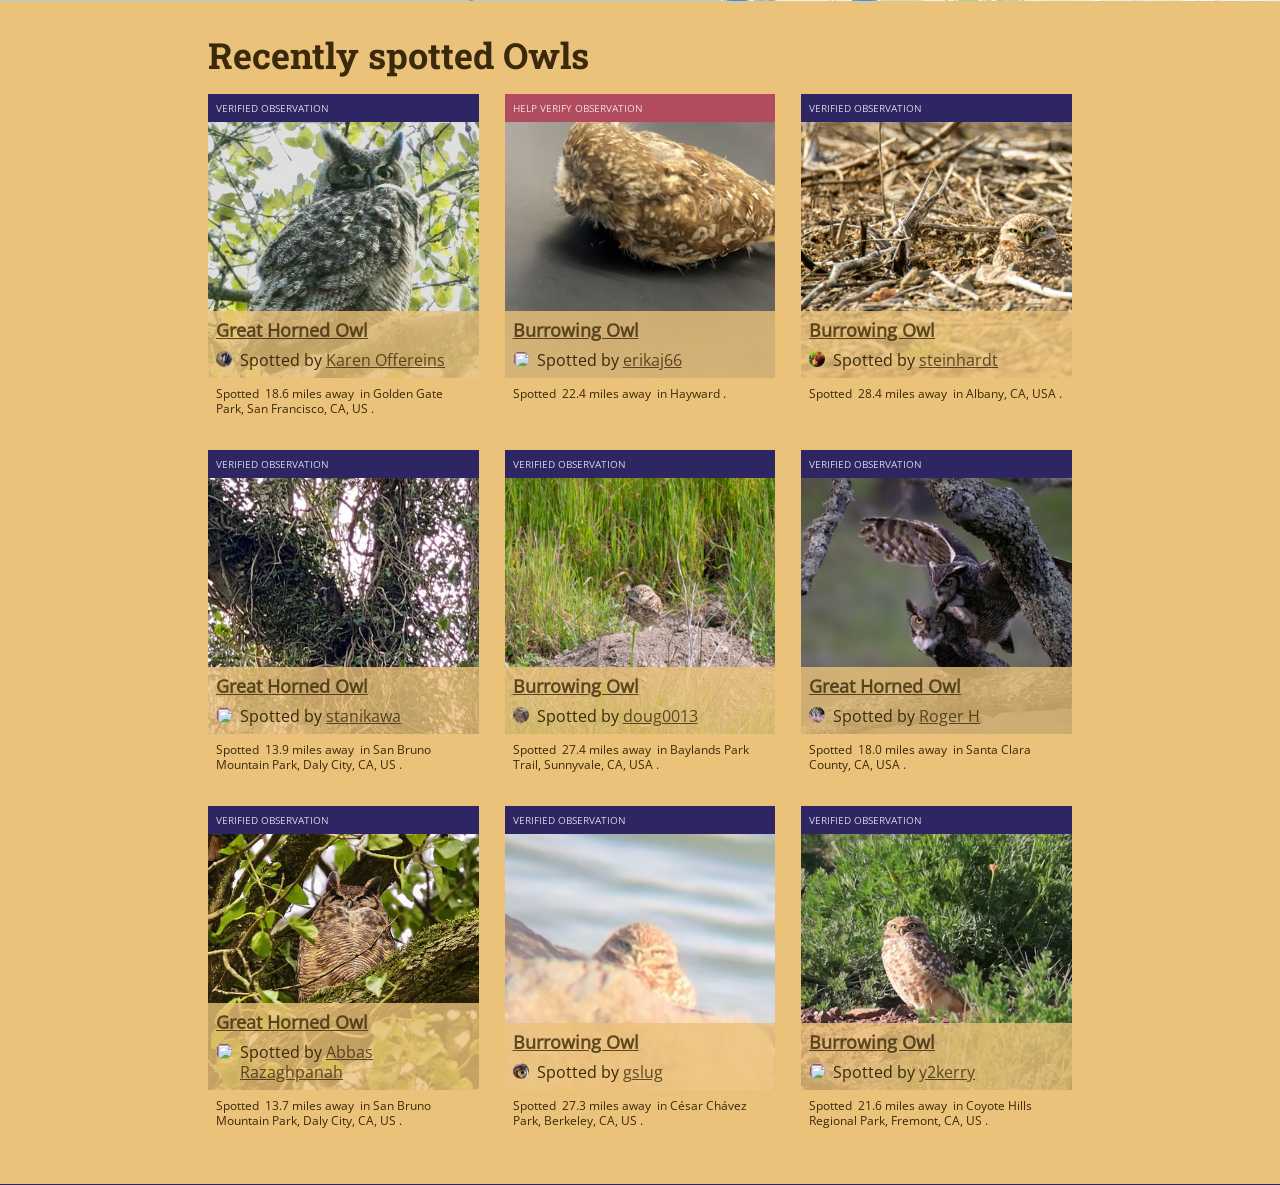 Recently spotted Owls
VERIFIED OBSERVATION
Great Horned Owl
Spotted by Karen Offereins
Spotted 18.6 miles away in Golden Gate
Park, San Francisco, CA, US .
HELP VERIFY OBSERVATION
Burrowing Owl
Spotted by erikaj66
Spotted 22.4 miles away in Hayward .
VERIFIED OBSERVATION
Burrowing Owl
Spotted by steinhardt
Spotted 28.4 miles away in Albany, CA, USA .
VERIFIED OBSERVATION
Great Horned Owl
Spotted by stanikawa
Spotted 13.9 miles away in San Bruno
Mountain Park, Daly City, CA, US .
VERIFIED OBSERVATION
Burrowing Owl
Spotted by doug0013
Spotted 27.4 miles away in Baylands Park
Trail, Sunnyvale, CA, USA .
VERIFIED OBSERVATION
Great Horned Owl
Spotted by Roger H
Spotted 18.0 miles away in Santa Clara
County, CA, USA .
VERIFIED OBSERVATION
Great Horned Owl
Spotted by Abbas
Razaghpanah
Spotted 13.7 miles away in San Bruno
Mountain Park, Daly City, CA, US .
VERIFIED OBSERVATION
Burrowing Owl
Spotted by gslug
Spotted 27.3 miles away in César Chávez
Park, Berkeley, CA, US .
VERIFIED OBSERVATION
Burrowing Owl
Spotted by y2kerry
Spotted 21.6 miles away in Coyote Hills
Regional Park, Fremont, CA, US .